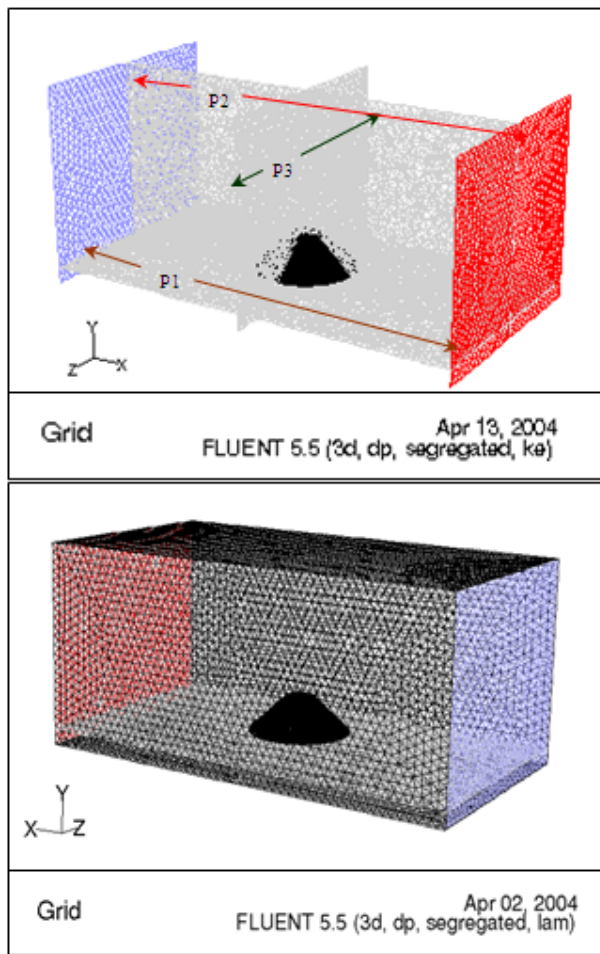 P2
P3
P1
Y
Z X
Grid
Apr 13, 2004
FLUENT 5.5 (3d, dp, segregated, ke)
Y
X Z
Grid
Apr 02, 2004
FLUENT 5.5 (3d, dp, segregated, lam)